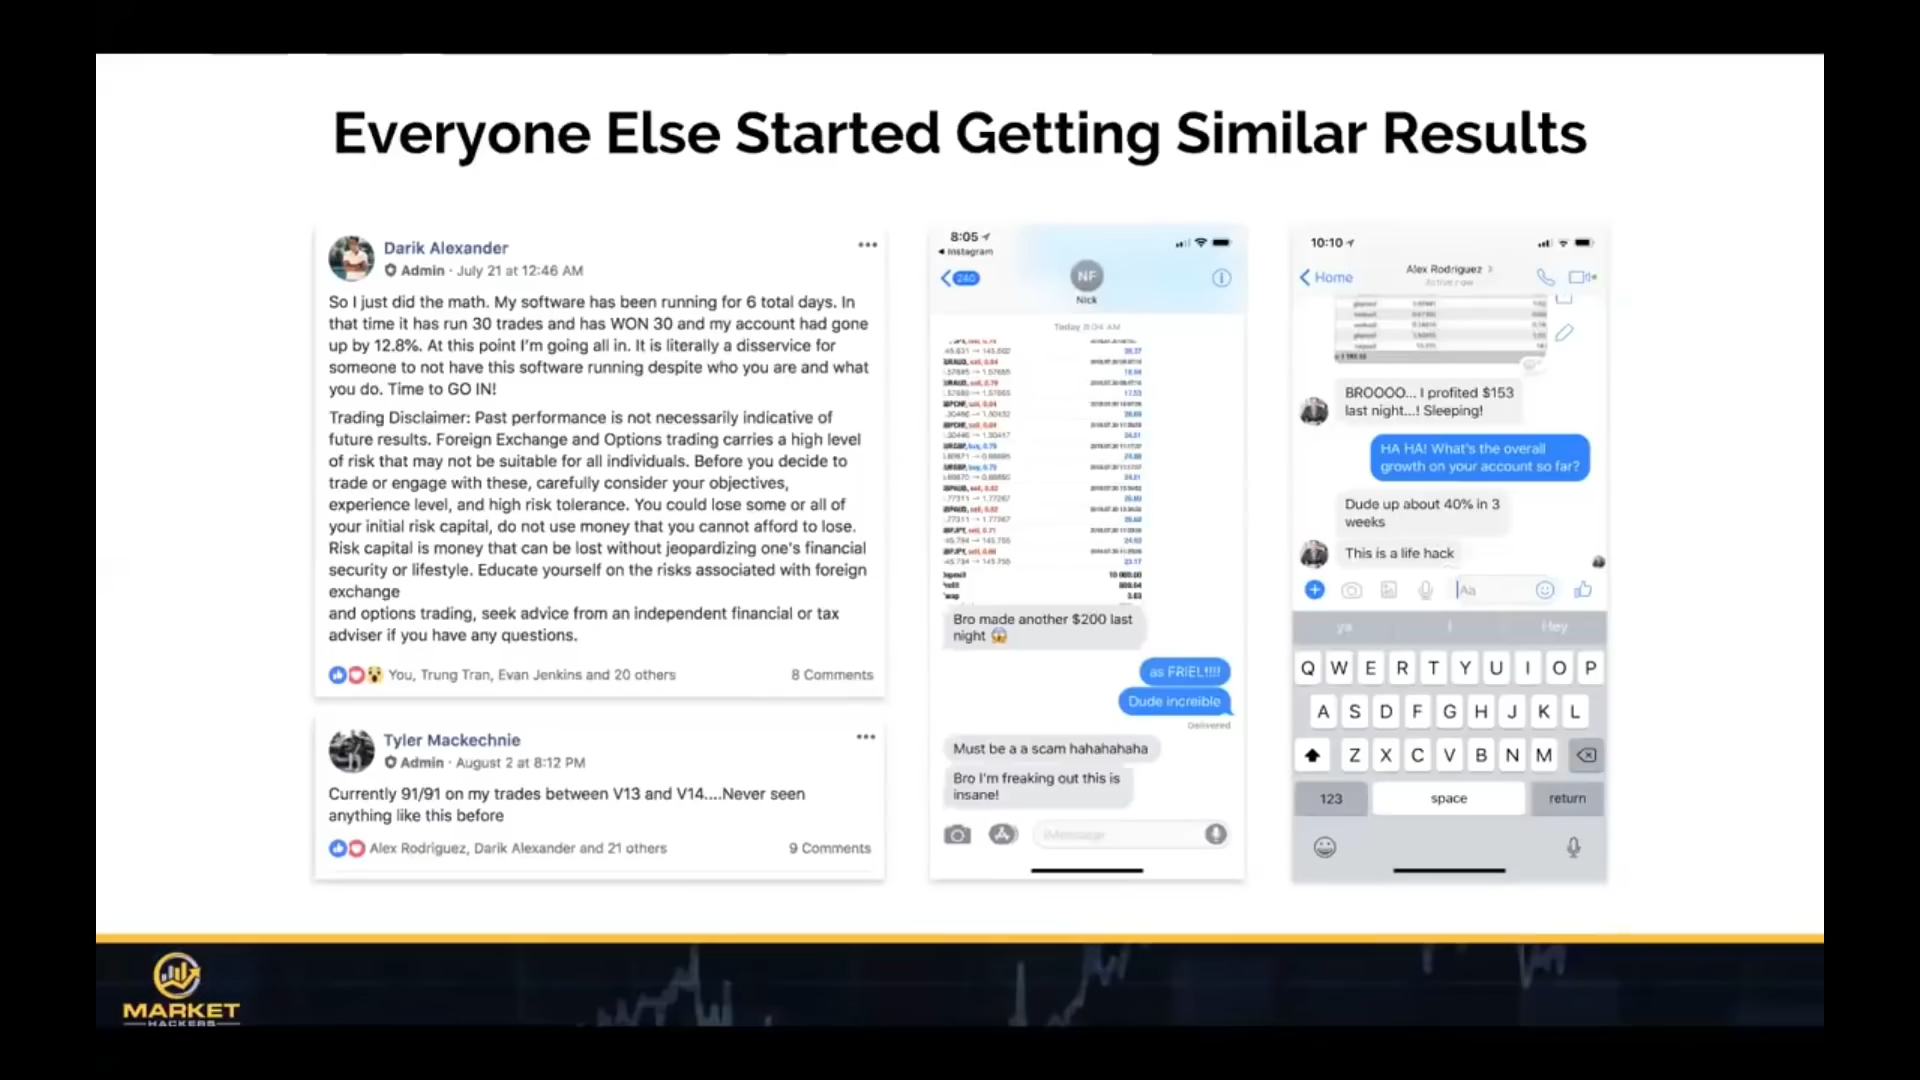 Everyone Else Started Getting Similar Results
Darik Alexander
Admin · July 21 at 12:46 AM
So I just did the math. My software has been running for 6 total days. In
that time it has run 30 trades and has WON 30 and my account had gone
up by 12.8%. At this point I'm going all in. It is literally a disservice for
someone to not have this software running despite who you are and what
you do. Time to GO IN!
Trading Disclaimer: Past performance is not necessarily indicative of
future results. Foreign Exchange and Options trading carries a high level
of risk that may not be suitable for all individuals. Before you decide to
trade or engage with these, carefully consider your objectives,
experience level, and high risk tolerance. You could lose some or all of
your initial risk capital, do not use money that you cannot afford to lose.
Risk capital is money that can be lost without jeopardizing one's financial
security or lifestyle. Educate yourself on the risks associated with foreign
exchange
and options trading, seek advice from an independent financial or tax
adviser if you have any questions.
You, Trung Tran, Evan Jenkins and 20 others
8 Comments
Tyler Mackechnie
Admin · August 2 at 8:12 PM
Currently 91/91 on my trades between V13 and V14....Never seen
anything like this before
Alex Rodriguez, Darik Alexander and 21 others
9 Comments
8:05
Instagram
240
NF
Nick
Today 8:04 AM
Bro made another $200 last
night
as FRIEL!!!!
Dude increible
Delivered
Must be a a scam hahahahaha
Bro I'm freaking out this is
insane!
iMessage
10:10
Home
Alex Rodriguez
Active now
BROOOO... I profited $153
last night...! Sleeping!
HA HA! What's the overall
growth on your account so far?
Dude up about 40% in 3
weeks
This is a life hack
Aa
ya
I
Hey
Q W E R T Y U I O P
A S D F G H J K L
Z X C V B N M
123
space
return
MARKET
HACKERS